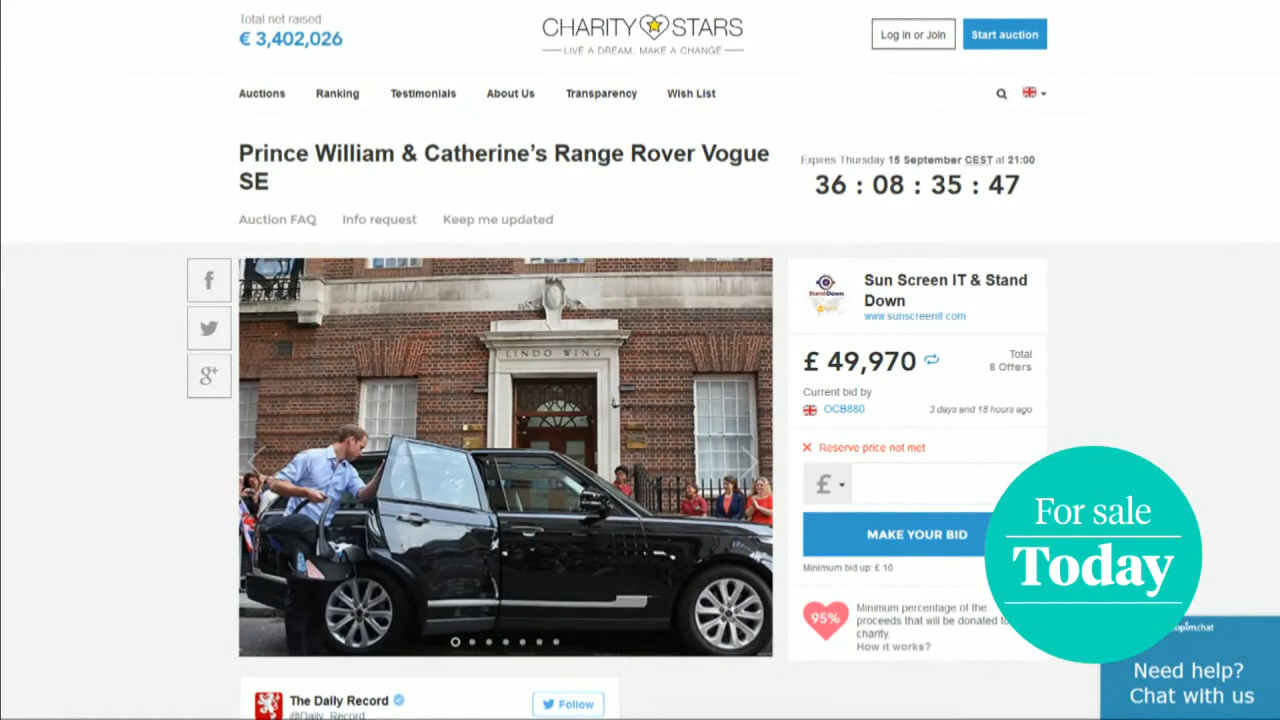 Total net raised
€ 3,402,026
CHARITY STARS
LIVE A DREAM, MAKE A CHANGE
Log in or Join
Start auction
Auctions
Ranking
Testimonials
About Us
Transparency
Wish List
Prince William & Catherine’s Range Rover Vogue
SE
Expires Thursday 15 September CEST at 21:00
36 : 08 : 35 : 47
Auction FAQ
Info request
Keep me updated
f
g+
LINDO WING
Stand Down
Sun Screen IT & Stand
Down
www.sunscreenit.com
£ 49,970
Total
8 Offers
Current bid by
OCB880
3 days and 18 hours ago
Reserve price not met
£
MAKE YOUR BID
Minimum bid up: £ 10
95%
Minimum percentage of the
proceeds that will be donated to
charity.
How it works?
For sale
Today
Need help?
Chat with us
The Daily Record
@Daily_Record
Follow